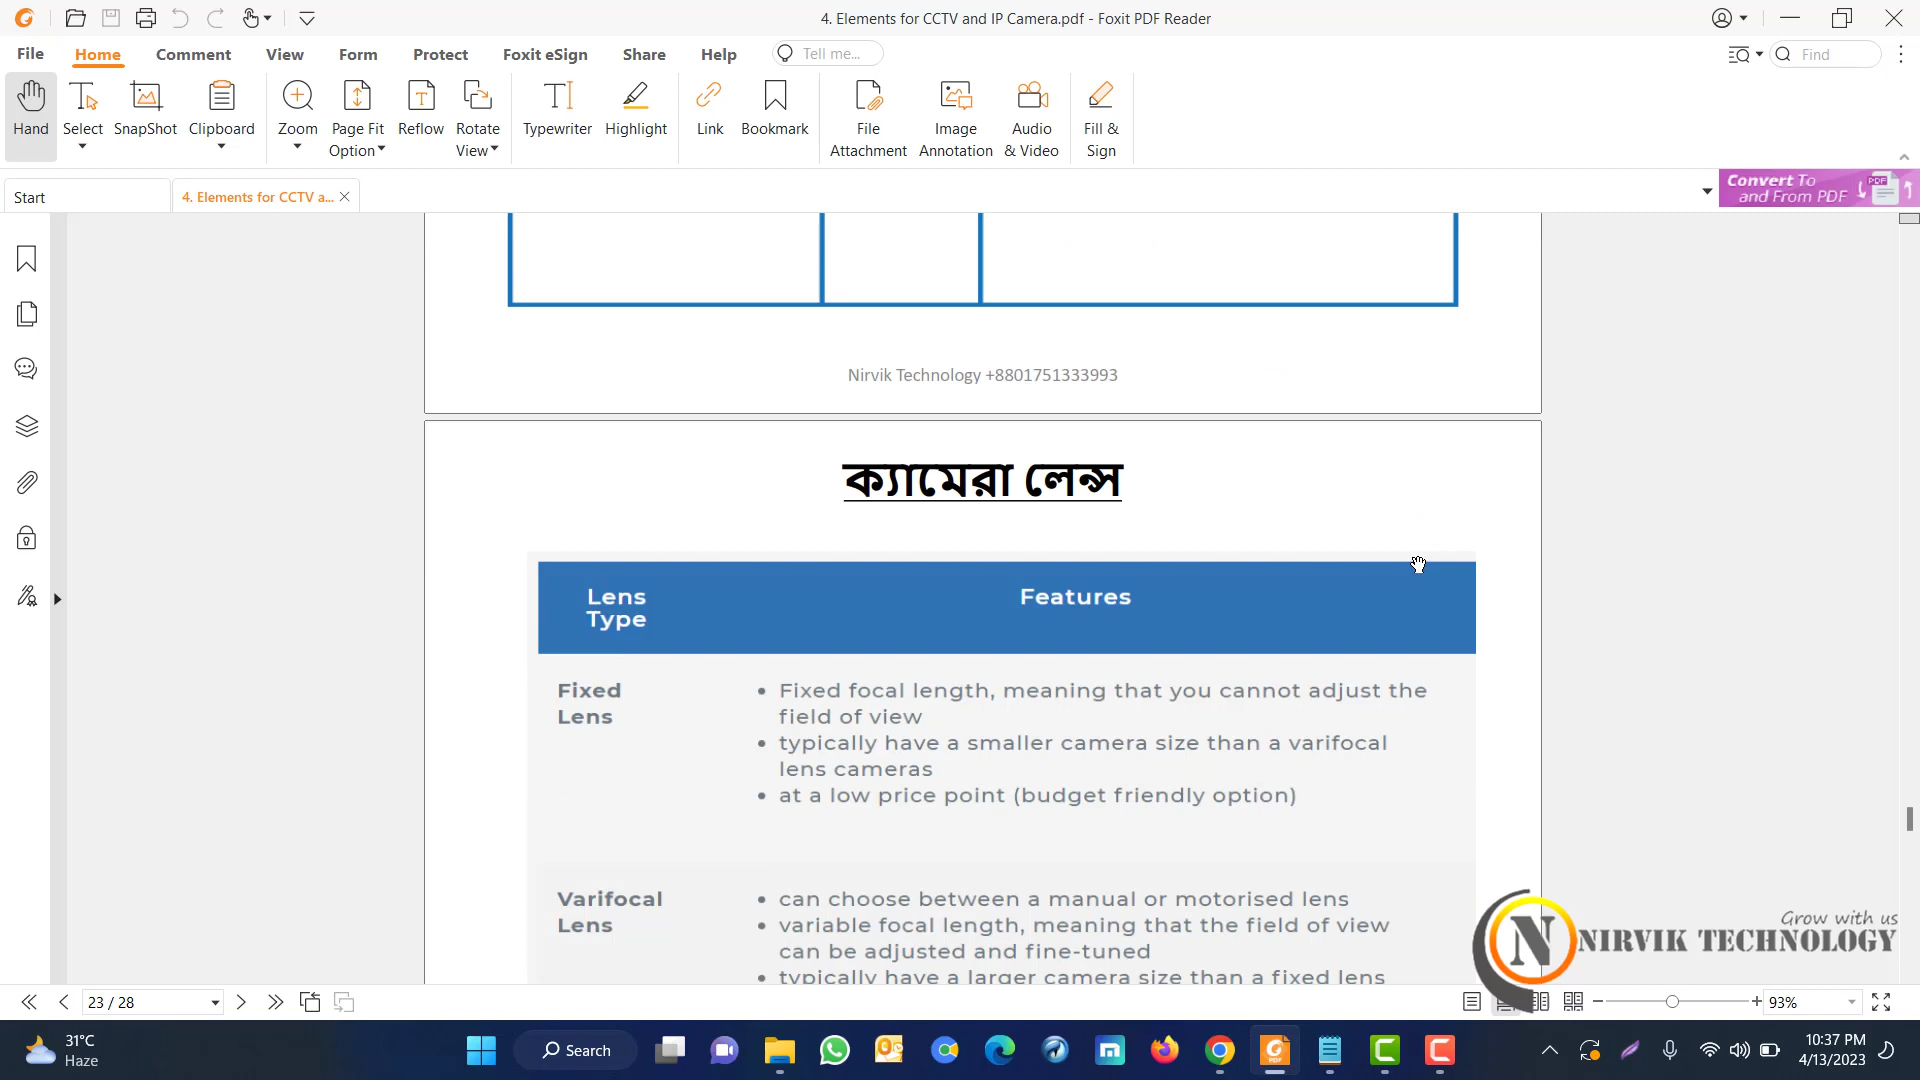 4. Elements for CCTV and IP Camera.pdf - Foxit PDF Reader
File Home Comment View Form Protect Foxit eSign Share Help Tell me... Find
Hand Select SnapShot Clipboard Zoom Page Fit Option Reflow Rotate View Typewriter Highlight Link Bookmark File Attachment Image Annotation Audio & Video Fill & Sign
Start 4. Elements for CCTV a... Convert To and From PDF PDF
Nirvik Technology +8801751333993
ক্যামেরা লেন্স
Lens Features
Type
Fixed • Fixed focal length, meaning that you cannot adjust the
Lens field of view
• typically have a smaller camera size than a varifocal
lens cameras
• at a low price point (budget friendly option)
Varifocal • can choose between a manual or motorised lens
Lens • variable focal length, meaning that the field of view
can be adjusted and fine-tuned
• typically have a larger camera size than a fixed lens
Grow with us
N NIRVIK TECHNOLOGY
23 / 28 93%
31°C
Haze
Search
10:37 PM
4/13/2023